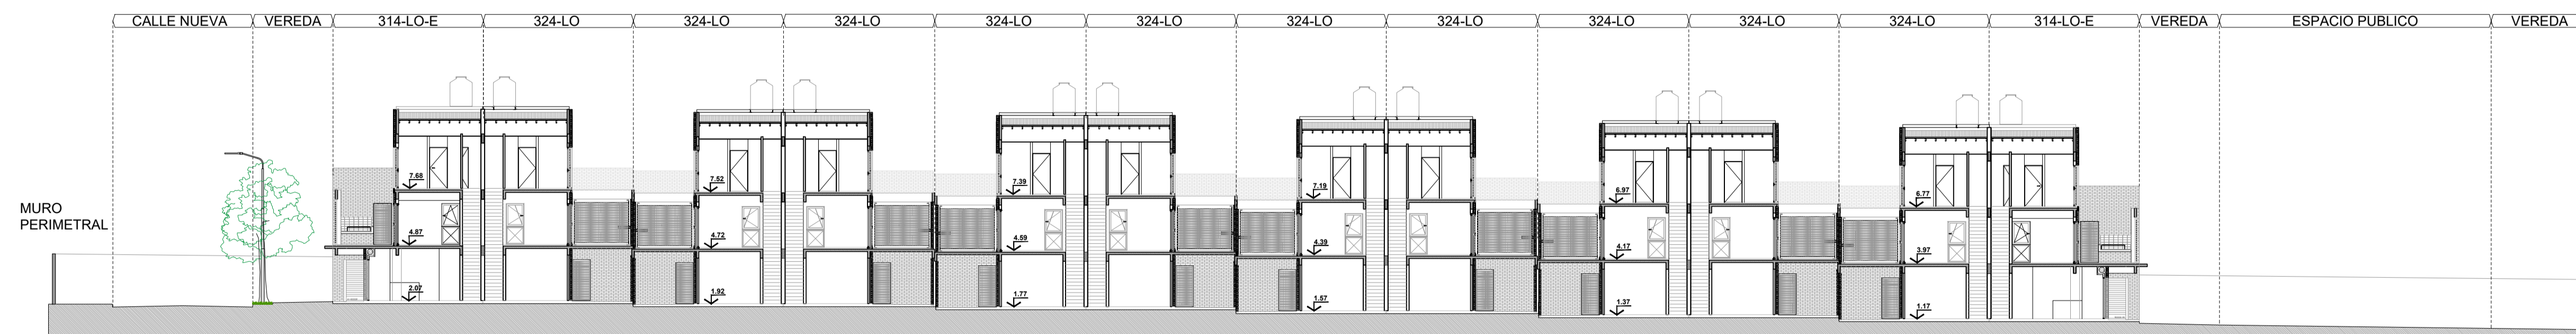 CALLE NUEVA VEREDA 314-LO-E 324-LO 324-LO 324-LO 324-LO 324-LO 324-LO 324-LO 324-LO 324-LO 324-LO 314-LO-E VEREDA ESPACIO PUBLICO VEREDA
7.68 7.52 7.39 7.19 6.97 6.77
MURO
PERIMETRAL
4.87 4.72 4.59 4.39 4.17 3.97
2.07 1.92 1.77 1.57 1.37 1.17